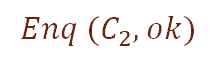 Enq (C₂, ok)